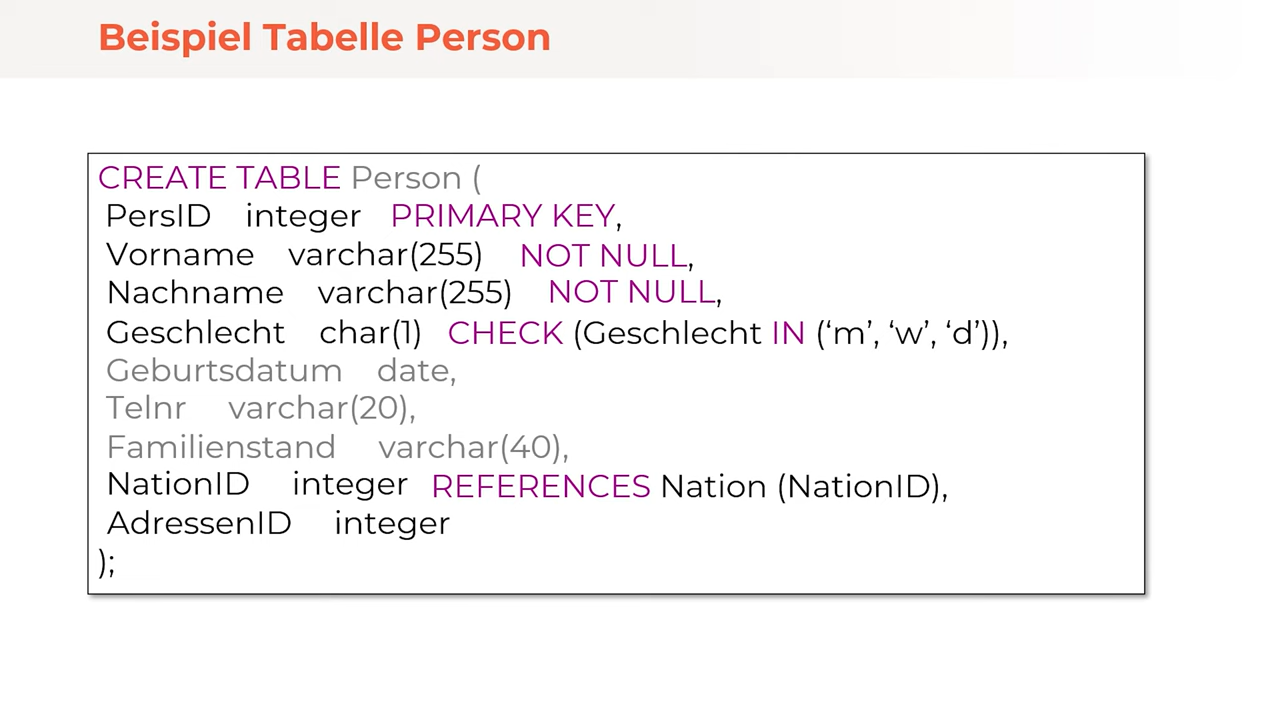 Beispiel Tabelle Person
CREATE TABLE Person (
PersID integer PRIMARY KEY,
Vorname varchar(255) NOT NULL,
Nachname varchar(255) NOT NULL,
Geschlecht char(1) CHECK (Geschlecht IN (‘m’, ‘w’, ‘d’)),
Geburtsdatum date,
Telnr varchar(20),
Familienstand varchar(40),
NationID integer REFERENCES Nation (NationID),
AdressenID integer
);